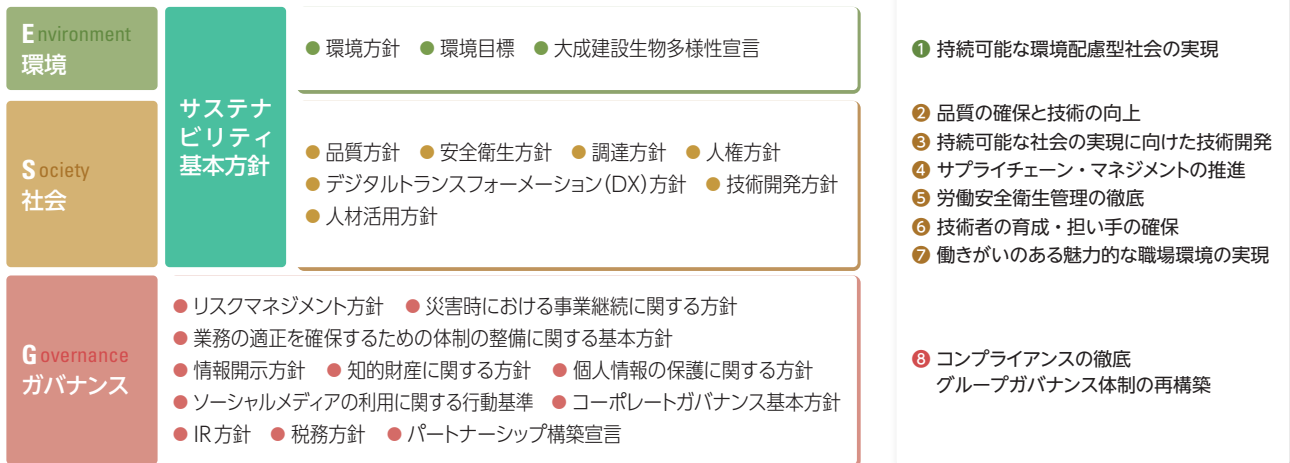 Environment
環境
サステナ
ビリティ
基本方針
● 環境方針 ● 環境目標 ● 大成建設生物多様性宣言
Society
社会
● 品質方針 ● 安全衛生方針 ● 調達方針 ● 人権方針
● デジタルトランスフォーメーション(DX)方針 ● 技術開発方針
● 人材活用方針
Governance
ガバナンス
● リスクマネジメント方針 ● 災害時における事業継続に関する方針
● 業務の適正を確保するための体制の整備に関する基本方針
● 情報開示方針 ● 知的財産に関する方針 ● 個人情報の保護に関する方針
● ソーシャルメディアの利用に関する行動基準 ● コーポレートガバナンス基本方針
● IR方針 ● 税務方針 ● パートナーシップ構築宣言
❶ 持続可能な環境配慮型社会の実現
❷ 品質の確保と技術の向上
❸ 持続可能な社会の実現に向けた技術開発
❹ サプライチェーン・マネジメントの推進
❺ 労働安全衛生管理の徹底
❻ 技術者の育成・担い手の確保
❼ 働きがいのある魅力的な職場環境の実現
❽ コンプライアンスの徹底
グループガバナンス体制の再構築